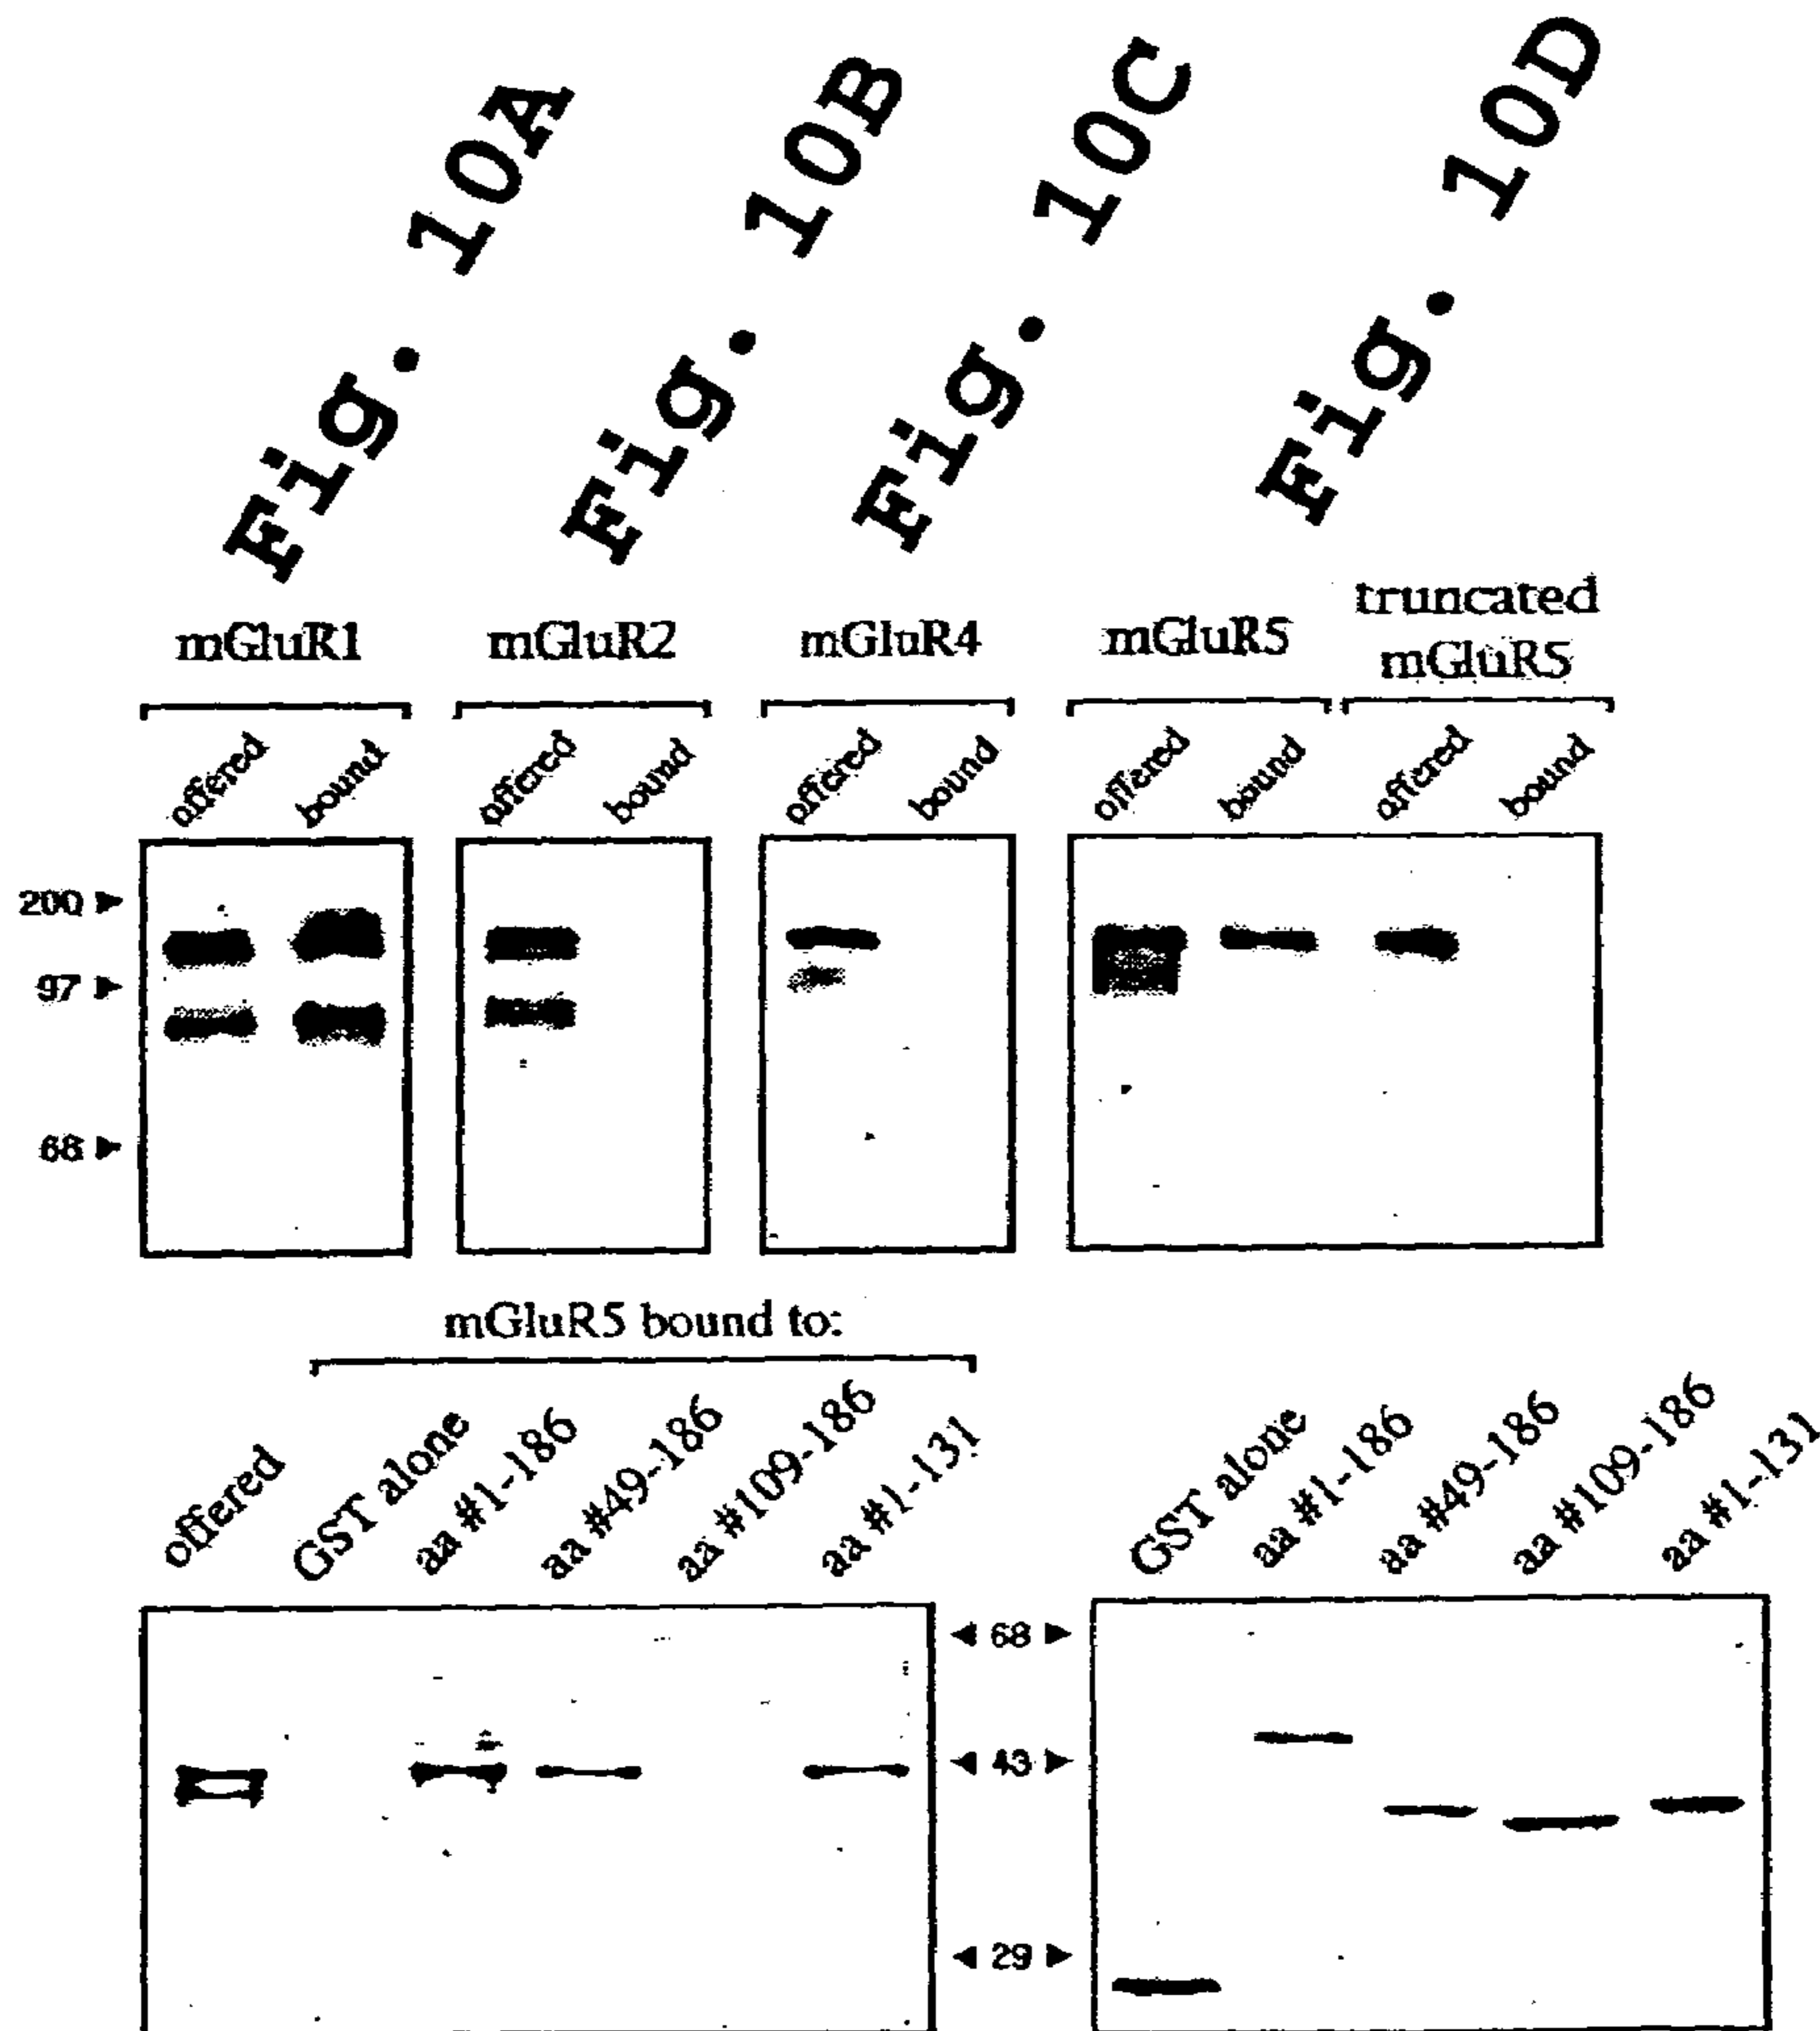 Fig. 10A
Fig. 10B
Fig. 10C
Fig. 10D
mGluR1
mGluR2
mGluR4
mGluR5
truncated
mGluR5
offered
bound
offered
bound
offered
bound
offered
bound
offered
bound
200
97
68
mGluR5 bound to:
offered
GST alone
aa #1-186
aa #49-186
aa #109-186
aa #1-131
GST alone
aa #1-186
aa #49-186
aa #109-186
aa #1-131
68
43
29